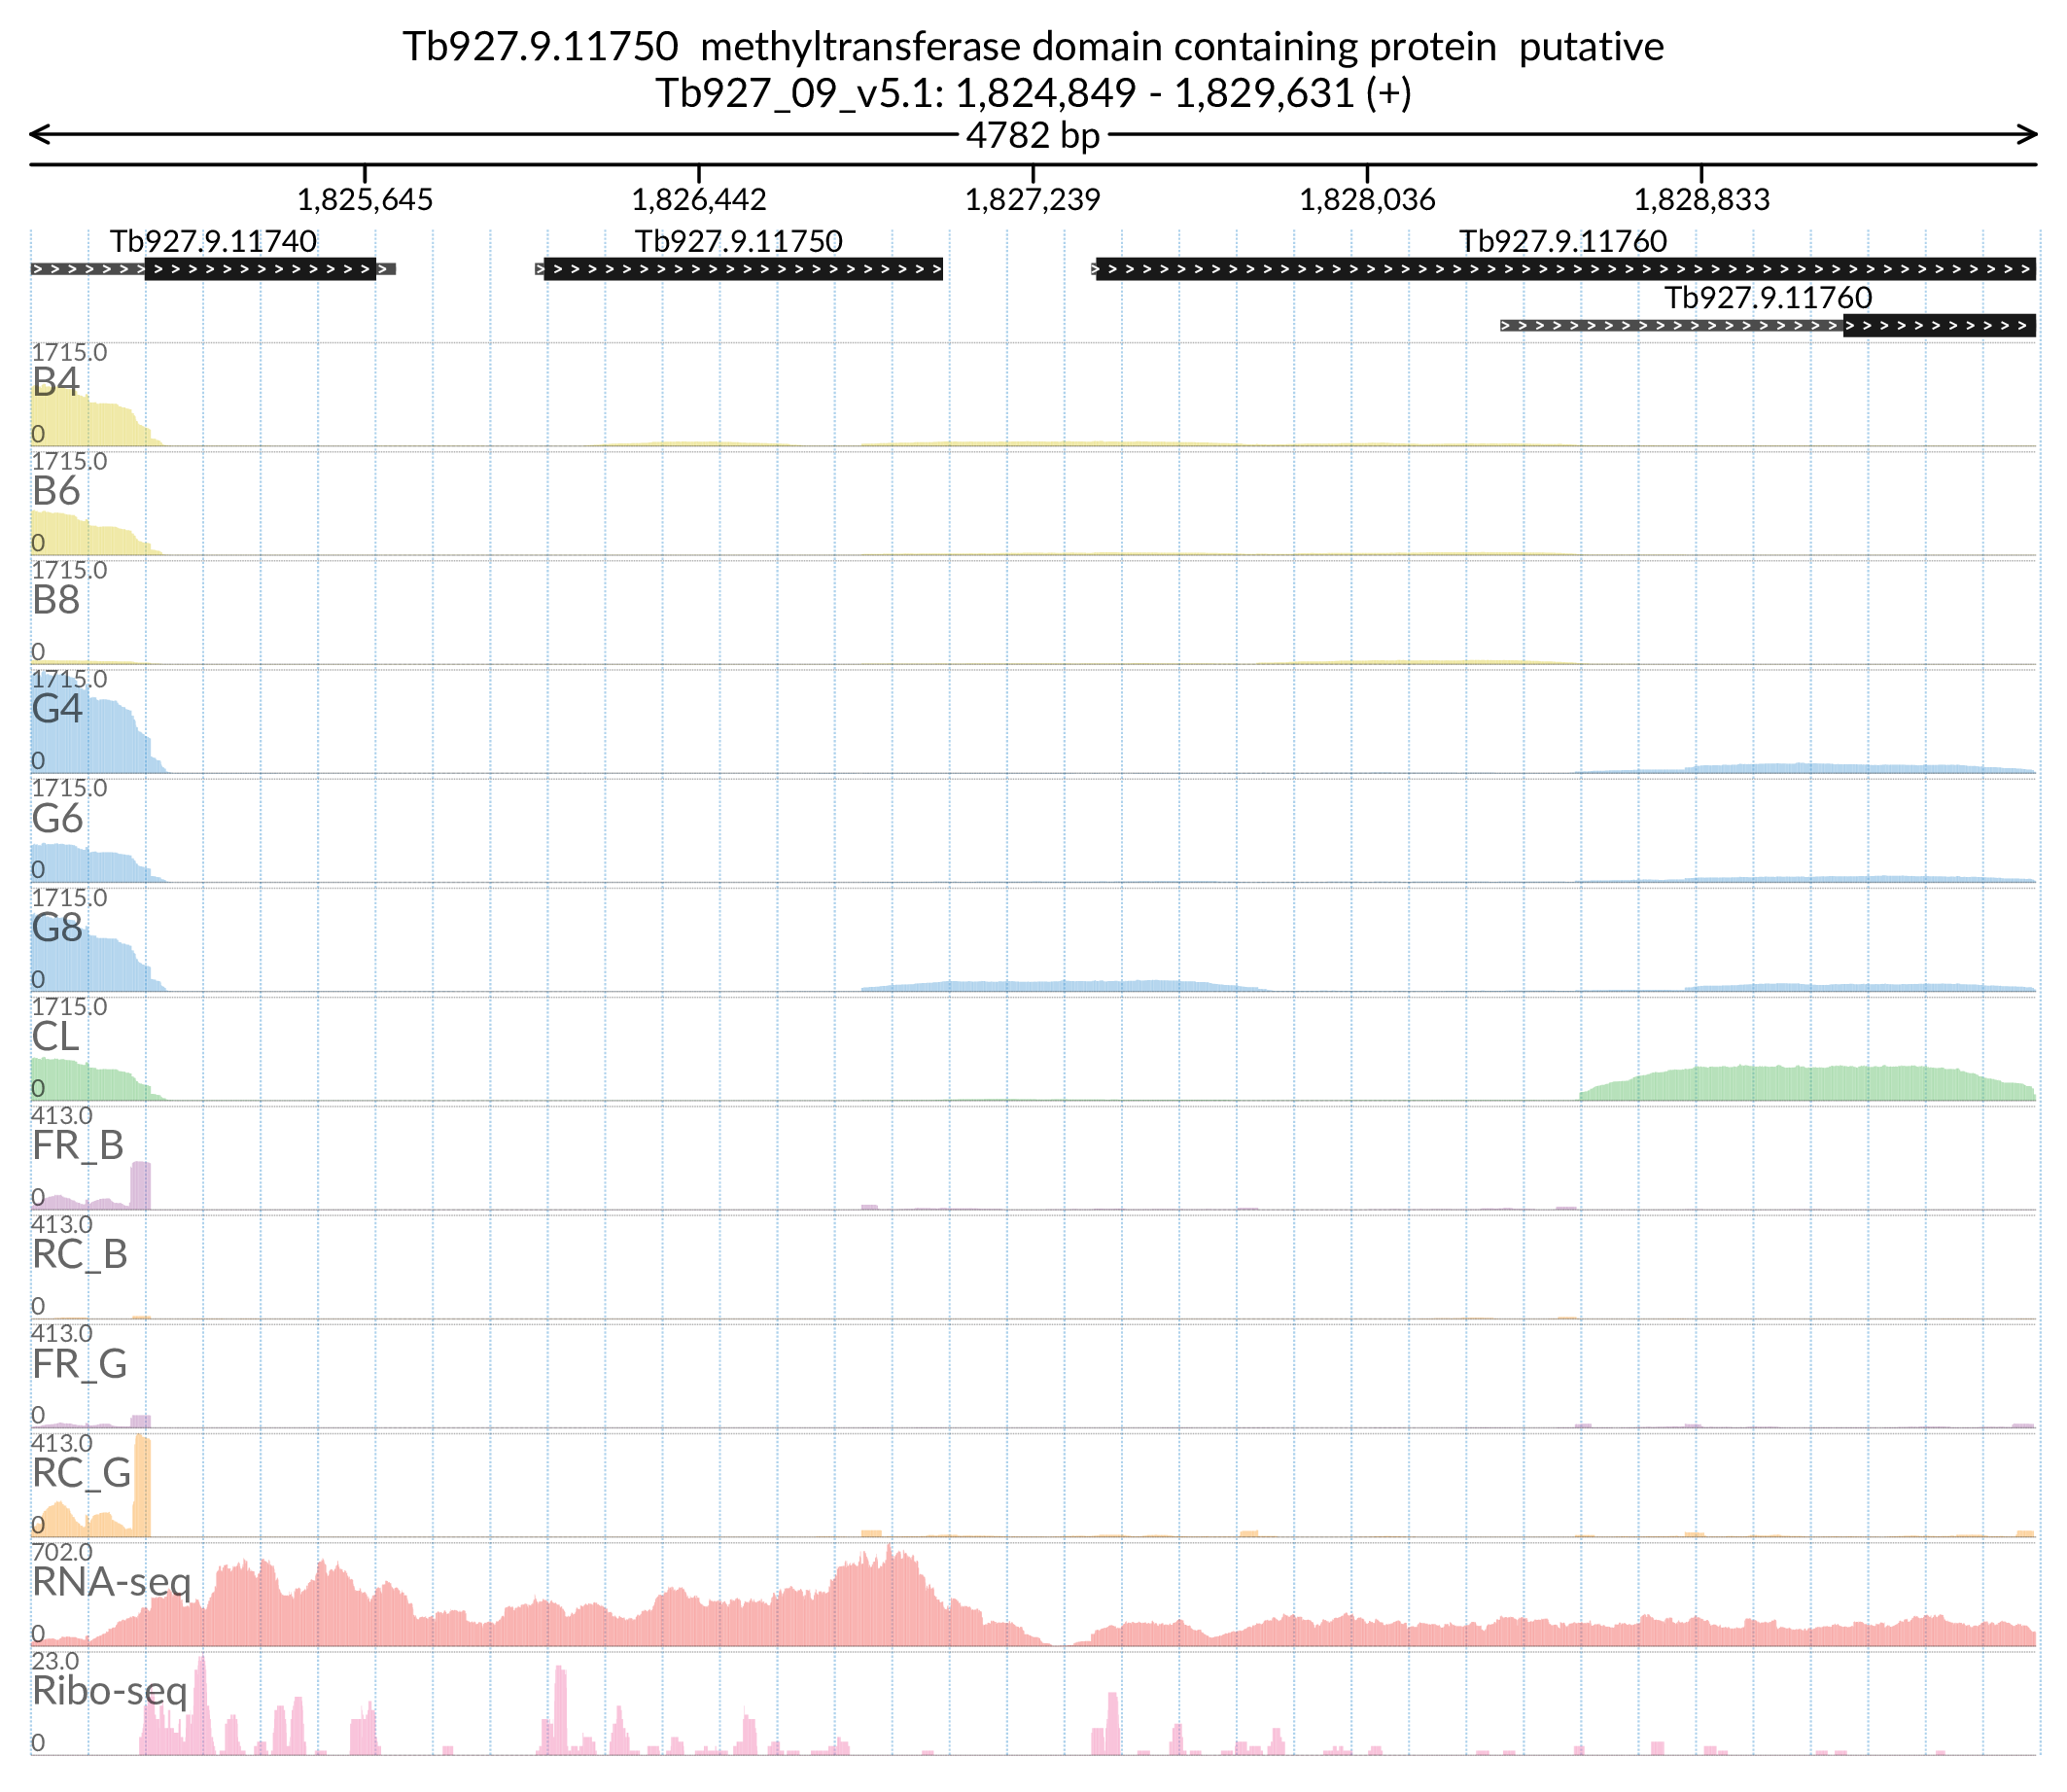 Tb927.9.11750  methyltransferase domain containing protein  putative
Tb927_09_v5.1: 1,824,849 - 1,829,631 (+)
4782 bp
1,825,645 1,826,442 1,827,239 1,828,036 1,828,833
Tb927.9.11740 Tb927.9.11750 Tb927.9.11760
Tb927.9.11760
1715.0
B4
0
1715.0
B6
0
1715.0
B8
0
1715.0
G4
0
1715.0
G6
0
1715.0
G8
0
1715.0
CL
0
413.0
FR_B
0
413.0
RC_B
0
413.0
FR_G
0
413.0
RC_G
0
702.0
RNA-seq
0
23.0
Ribo-seq
0